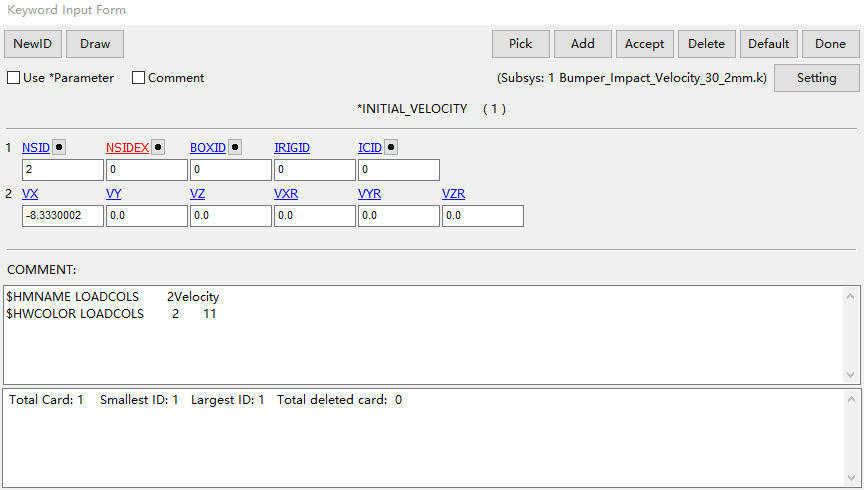 Keyword Input Form
NewID Draw Pick Add Accept Delete Default Done
Use *Parameter Comment (Subsys: 1 Bumper_Impact_Velocity_30_2mm.k) Setting
*INITIAL_VELOCITY (1)
1 NSID NSIDEX BOXID IRIGID ICID
2 0 0 0 0
2 VX VY VZ VXR VYR VZR
-8.3330002 0.0 0.0 0.0 0.0 0.0
COMMENT:
$HMNAME LOADCOLS 2Velocity
$HWCOLOR LOADCOLS 2 11
Total Card: 1 Smallest ID: 1 Largest ID: 1 Total deleted card: 0